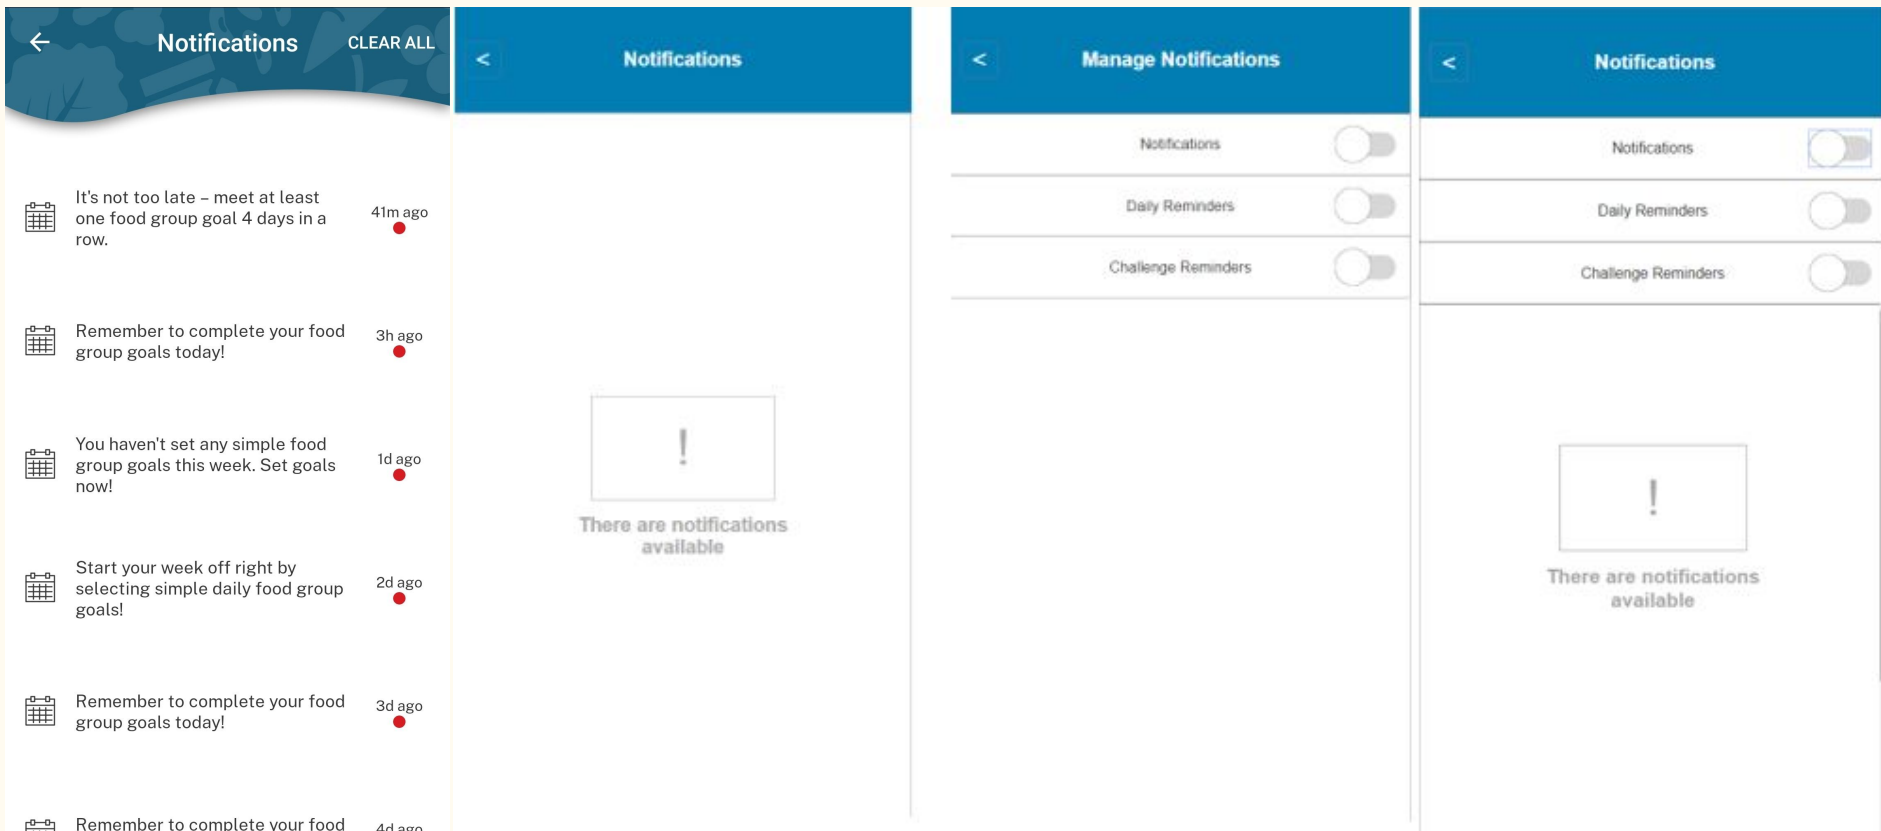 Notifications
CLEAR ALL
It's not too late – meet at least
one food group goal 4 days in a
row.
41m ago
Remember to complete your food
group goals today!
3h ago
You haven't set any simple food
group goals this week. Set goals
now!
1d ago
Start your week off right by
selecting simple daily food group
goals!
2d ago
Remember to complete your food
group goals today!
3d ago
Remember to complete your food
4d ago
<
Notifications
!
There are notifications
available
<
Manage Notifications
Notifications
Daily Reminders
Challenge Reminders
<
Notifications
Notifications
Daily Reminders
Challenge Reminders
!
There are notifications
available